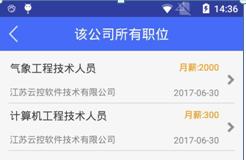 14:36
该公司所有职位
气象工程技术人员 月薪:2000
江苏云控软件技术有限公司 2017-06-30
计算机工程技术人员 月薪:300
江苏云控软件技术有限公司 2017-06-30